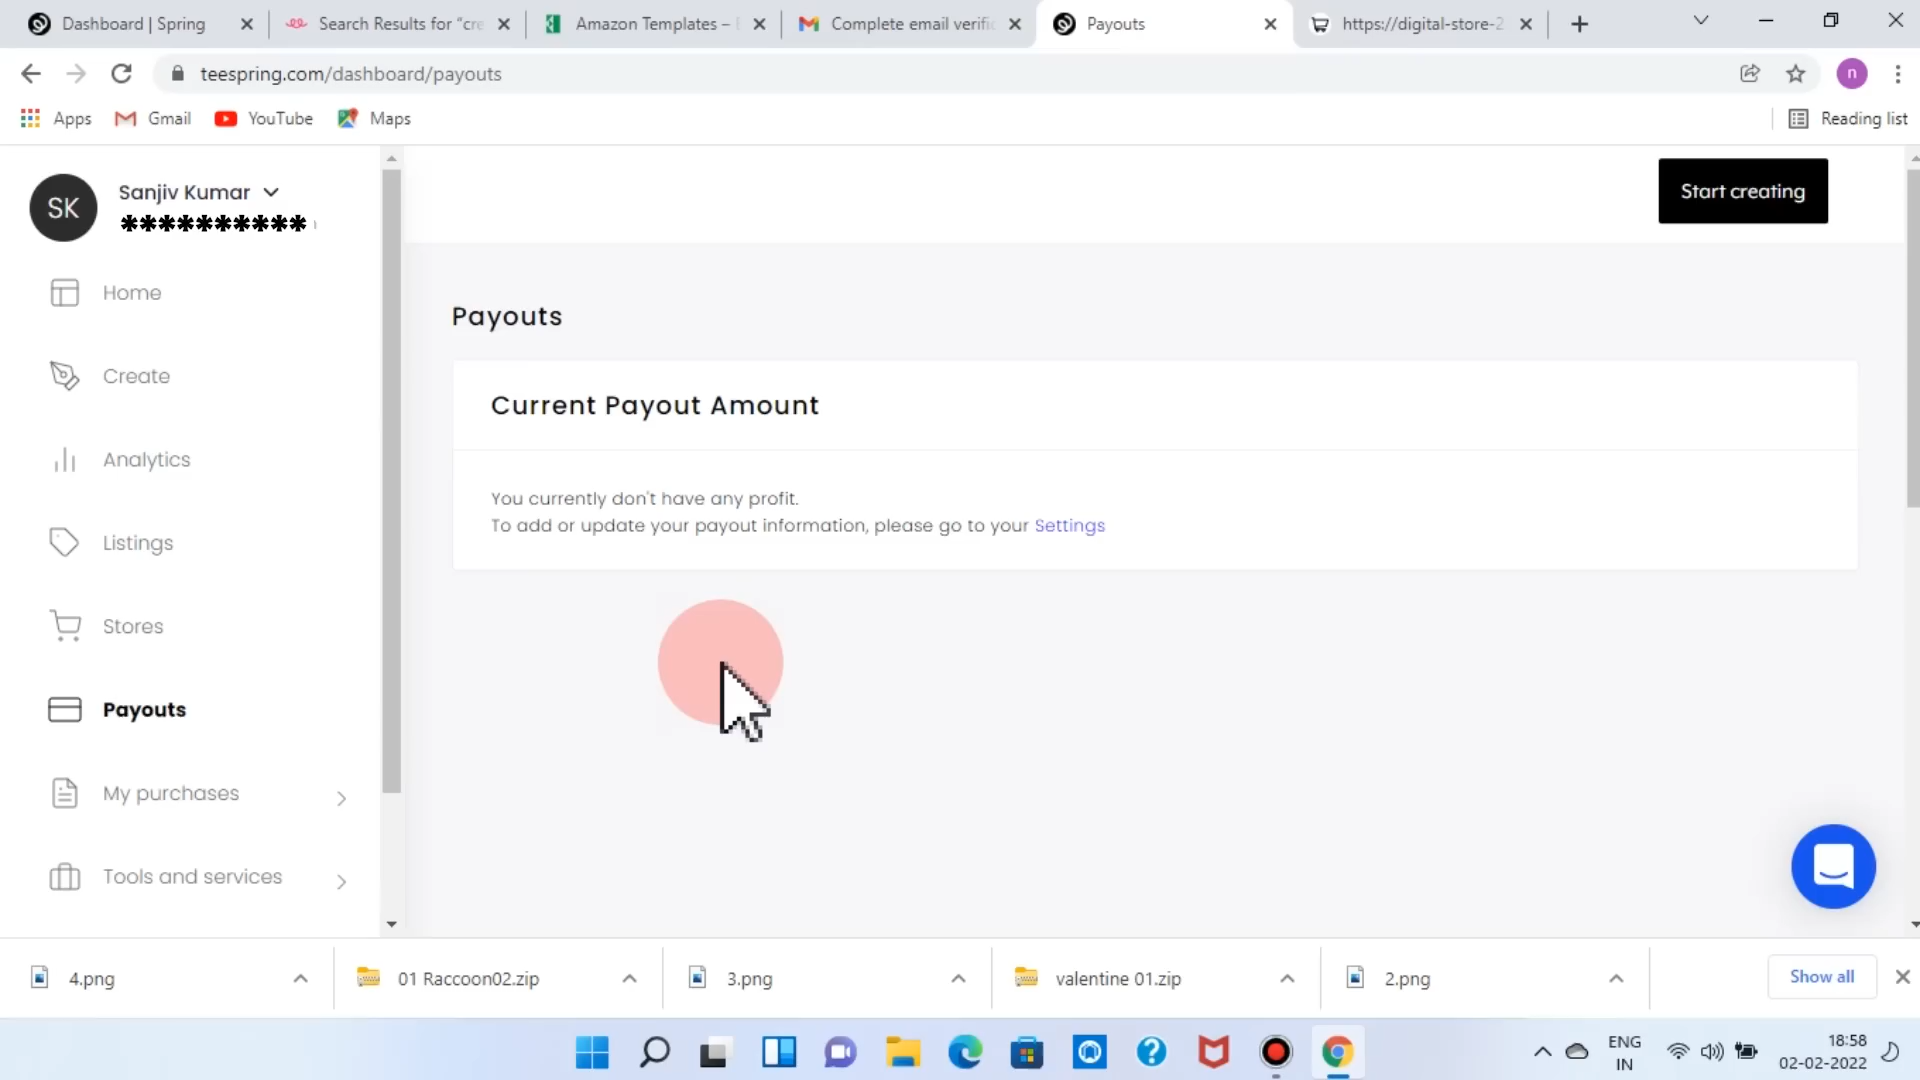 Dashboard | Spring
Search Results for "cre
Amazon Templates – E
Complete email verific
Payouts
https://digital-store-2
teespring.com/dashboard/payouts
n
Apps
Gmail
YouTube
Maps
Reading list
SK
Sanjiv Kumar
**********
Start creating
Home
Create
Analytics
Listings
Stores
Payouts
My purchases
Tools and services
Payouts
Current Payout Amount
You currently don't have any profit.
To add or update your payout information, please go to your Settings
4.png
01 Raccoon02.zip
3.png
valentine 01.zip
2.png
Show all
ENG
IN
18:58
02-02-2022